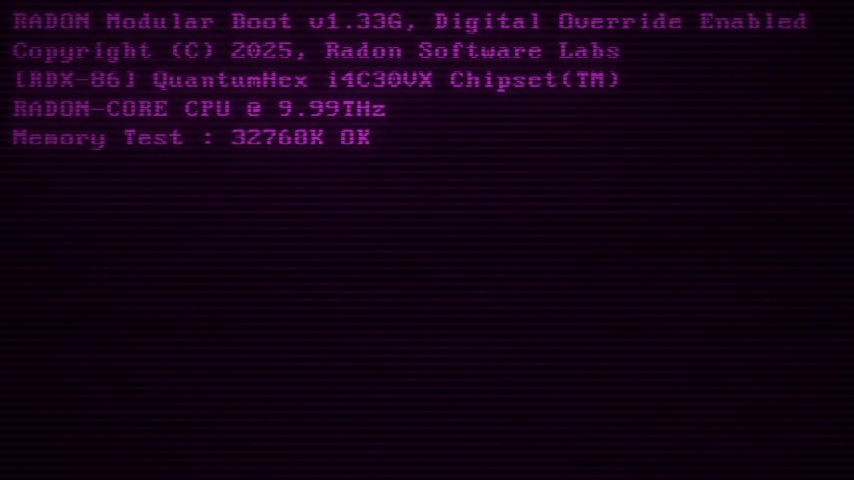 RADON Modular Boot v1.33G, Digital Override Enabled
Copyright (C) 2025, Radon Software Labs
[RDX-86] QuantumHex i4C30VX Chipset(TM)
RADON-CORE CPU @ 9.99THz
Memory Test : 32768K OK